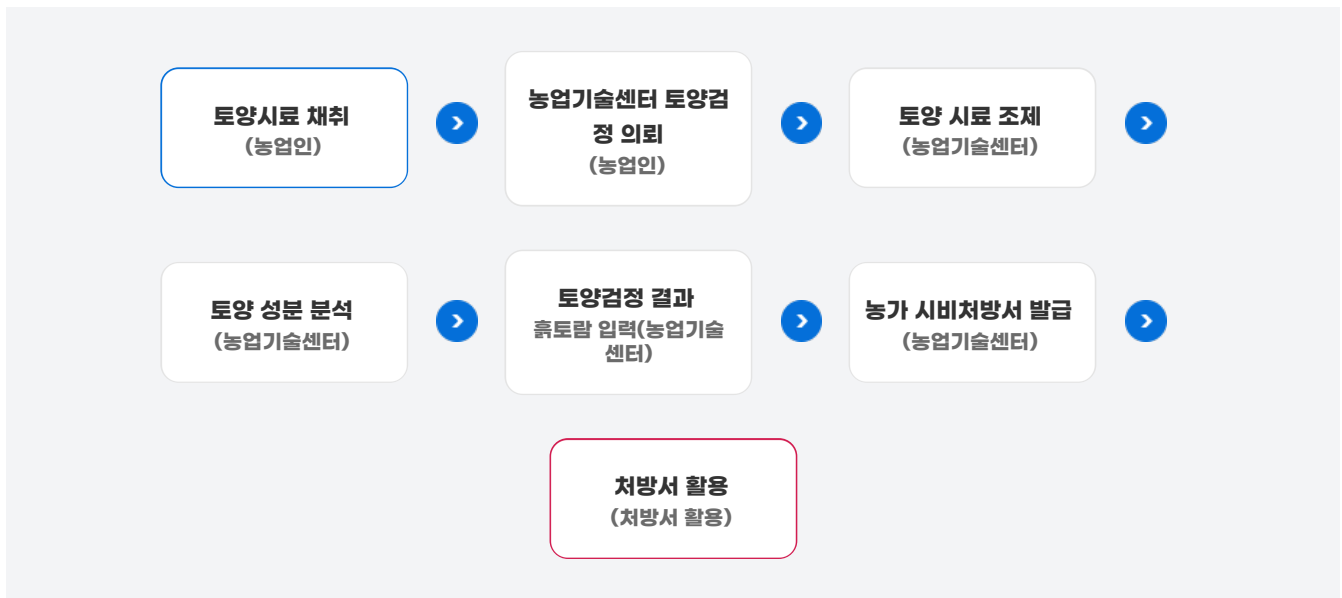 토양시료 채취
(농업인)
농업기술센터 토양검
정 의뢰
(농업인)
토양 시료 조제
(농업기술센터)
토양 성분 분석
(농업기술센터)
토양검정 결과
흙토람 입력(농업기술
센터)
농가 시비처방서 발급
(농업기술센터)
처방서 활용
(처방서 활용)